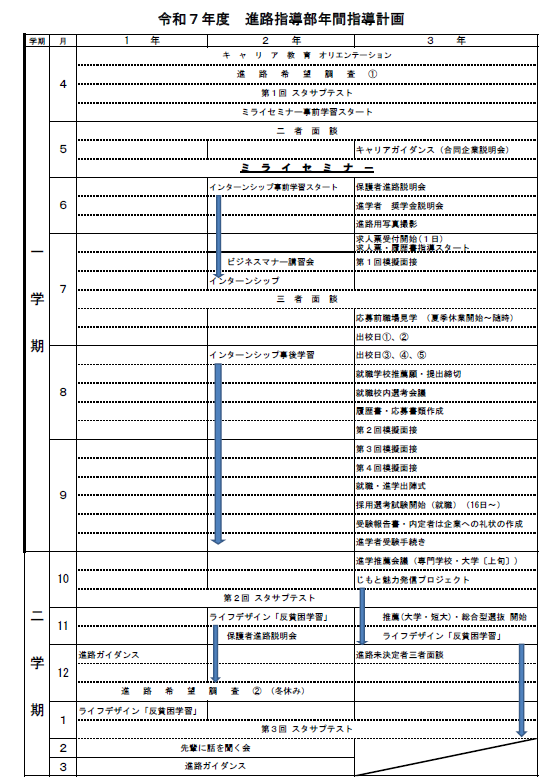 令和７年度　進路指導部年間指導計画
学期 月 １　年 ２　年 ３　年
一学期
4
キャリア教育オリエンテーション
進路希望調査①
第１回 スタサプテスト
ミライセミナー事前学習スタート
5
二者面談
キャリアガイダンス（合同企業説明会）
ミライセミナー
6
インターンシップ事前学習スタート 保護者進路説明会
進学者　奨学金説明会
進路用写真撮影
7
求人票受付開始（１日）
求人票・履歴書指導スタート
ビジネスマナー講習会 第１回模擬面接
インターンシップ
三者面談
応募前職場見学　（夏季休業開始～随時）
出校日①、②
8
インターンシップ事後学習 出校日③、④、⑤
就職学校推薦願・提出締切
就職校内選考会議
履歴書・応募書類作成
第２回模擬面接
9
第３回模擬面接
第４回模擬面接
就職・進学出陣式
採用選考試験開始（就職）（16日～）
受験報告書・内定者は企業への礼状の作成
進学者受験手続き
二学期
10
進学推薦会議（専門学校・大学〔上旬〕）
じもと魅力発信プロジェクト
第２回 スタサプテスト
11
ライフデザイン「反貧困学習」 推薦（大学・短大）・総合型選抜 開始
保護者進路説明会 ライフデザイン「反貧困学習」
12
進路ガイダンス 進路未決定者三者面談
進路希望調査②（冬休み）
1
ライフデザイン「反貧困学習」
第３回 スタサプテスト
2
先輩に話を聞く会
3
進路ガイダンス